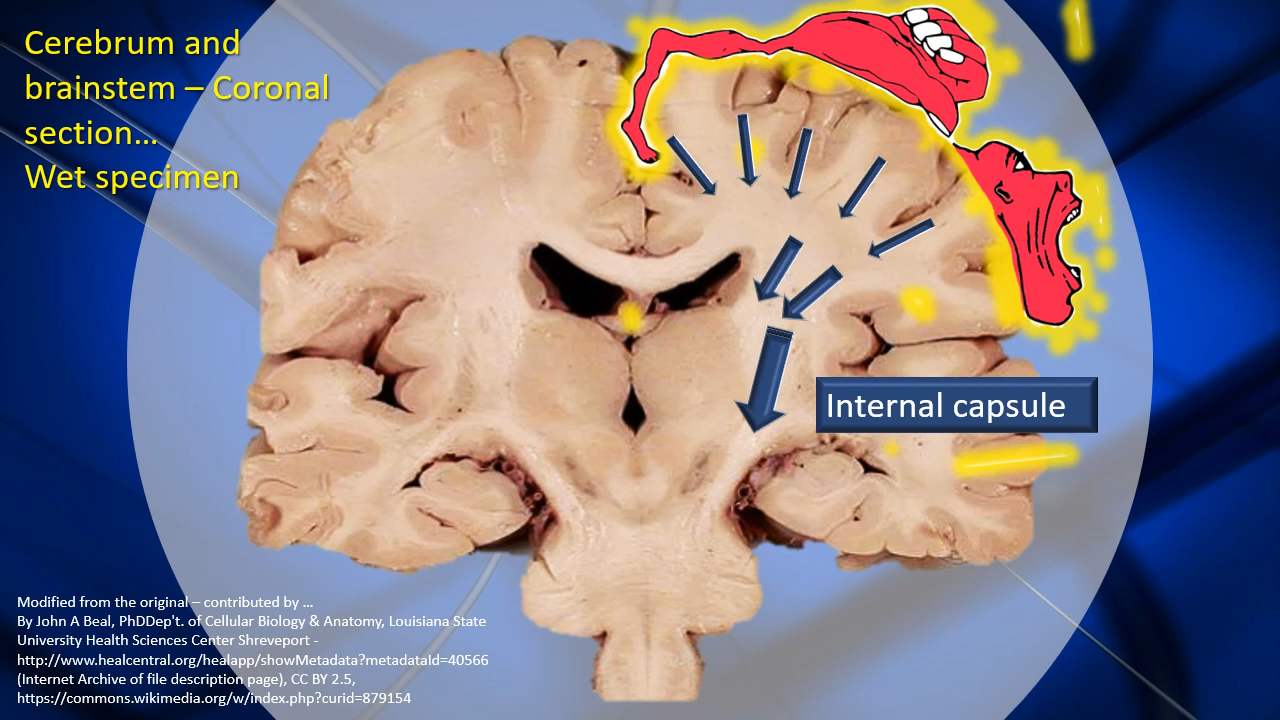 Cerebrum and
brainstem – Coronal
section…
Wet specimen
Internal capsule
Modified from the original – contributed by …
By John A Beal, PhDDep't. of Cellular Biology & Anatomy, Louisiana State
University Health Sciences Center Shreveport -
http://www.healcentral.org/healapp/showMetadata?metadataId=40566
(Internet Archive of file description page), CC BY 2.5,
https://commons.wikimedia.org/w/index.php?curid=879154